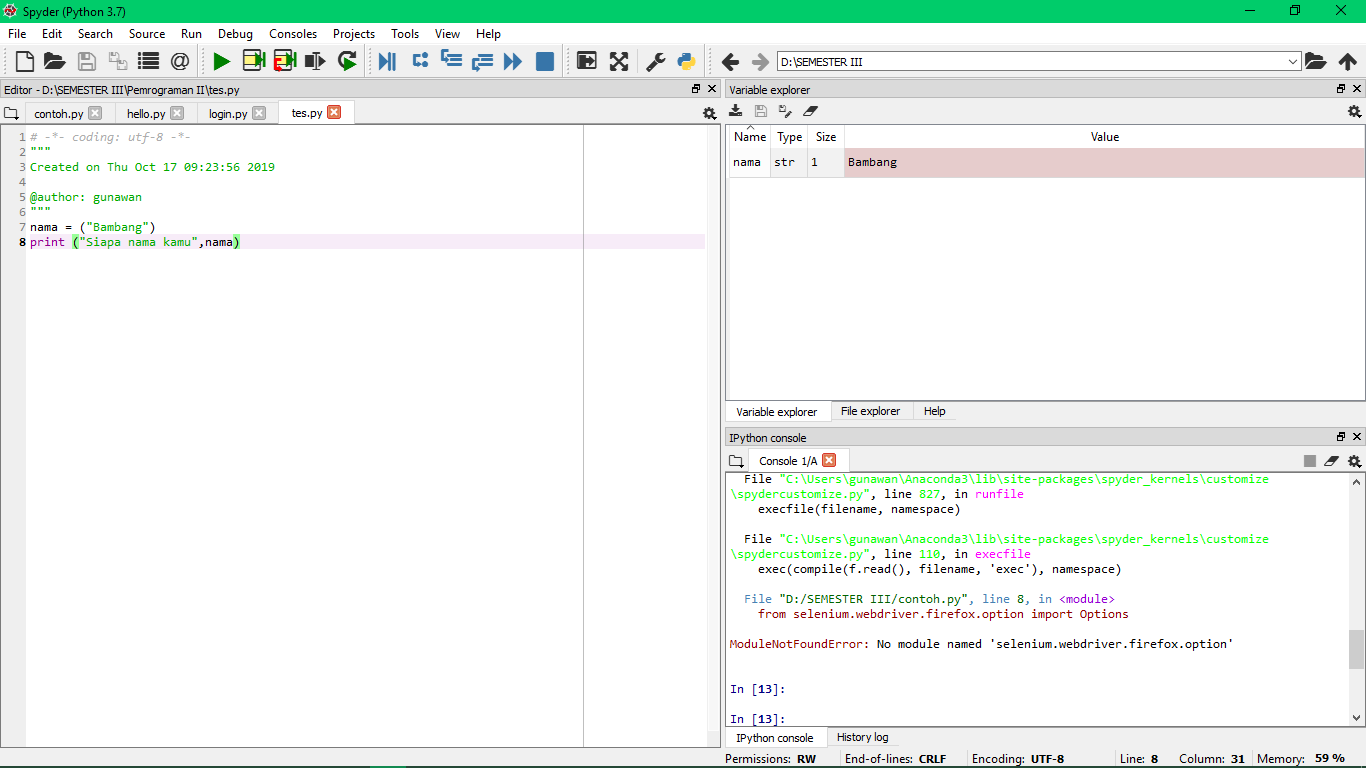 Spyder (Python 3.7)
File Edit Search Source Run Debug Consoles Projects Tools View Help
D:\SEMESTER III
Editor - D:\SEMESTER III\Pemrograman II\tes.py
contoh.py hello.py login.py tes.py
1 # -*- coding: utf-8 -*-
2 """
3 Created on Thu Oct 17 09:23:56 2019
4
5 @author: gunawan
6 """
7 nama = ("Bambang")
8 print ("Siapa nama kamu",nama)
Variable explorer
Name Type Size Value
nama str 1 Bambang
Variable explorer File explorer Help
IPython console
Console 1/A
File "C:\Users\gunawan\Anaconda3\lib\site-packages\spyder_kernels\customize
\spydercustomize.py", line 827, in runfile
execfile(filename, namespace)
File "C:\Users\gunawan\Anaconda3\lib\site-packages\spyder_kernels\customize
\spydercustomize.py", line 110, in execfile
exec(compile(f.read(), filename, 'exec'), namespace)
File "D:/SEMESTER III/contoh.py", line 8, in <module>
from selenium.webdriver.firefox.option import Options
ModuleNotFoundError: No module named 'selenium.webdriver.firefox.option'
In [13]:
In [13]:
IPython console History log
Permissions: RW End-of-lines: CRLF Encoding: UTF-8 Line: 8 Column: 31 Memory: 59 %